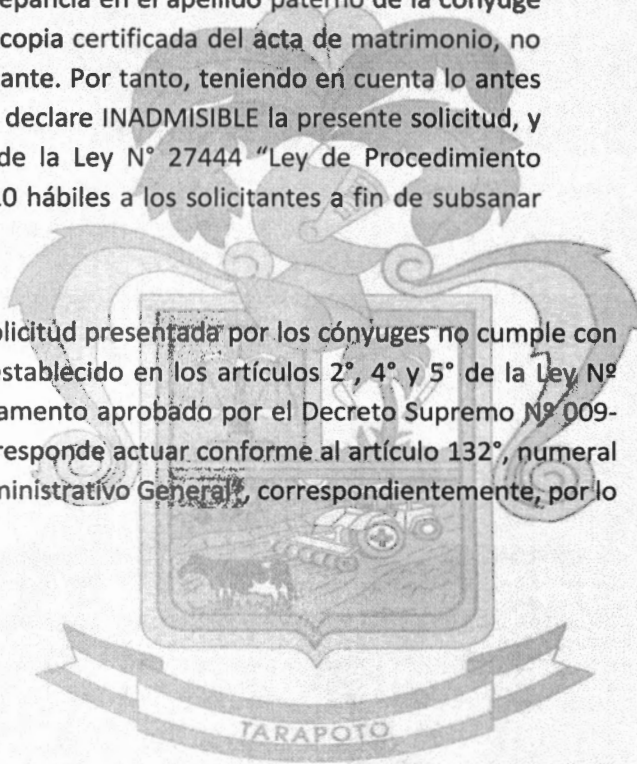 epancia en el apellido paterno de la cónyuge
copia certificada del acta de matrimonio, no
ante. Por tanto, teniendo en cuenta lo antes
declare INADMISIBLE la presente solicitud, y
de la Ley N° 27444 “Ley de Procedimiento
0 hábiles a los solicitantes a fin de subsanar
olicitud presentada por los cónyuges no cumple con
establecido en los artículos 2°, 4° y 5° de la Ley Nº
amento aprobado por el Decreto Supremo Nº 009-
responde actuar conforme al artículo 132°, numeral
ministrativo General”, correspondientemente, por lo
TARAPOTO